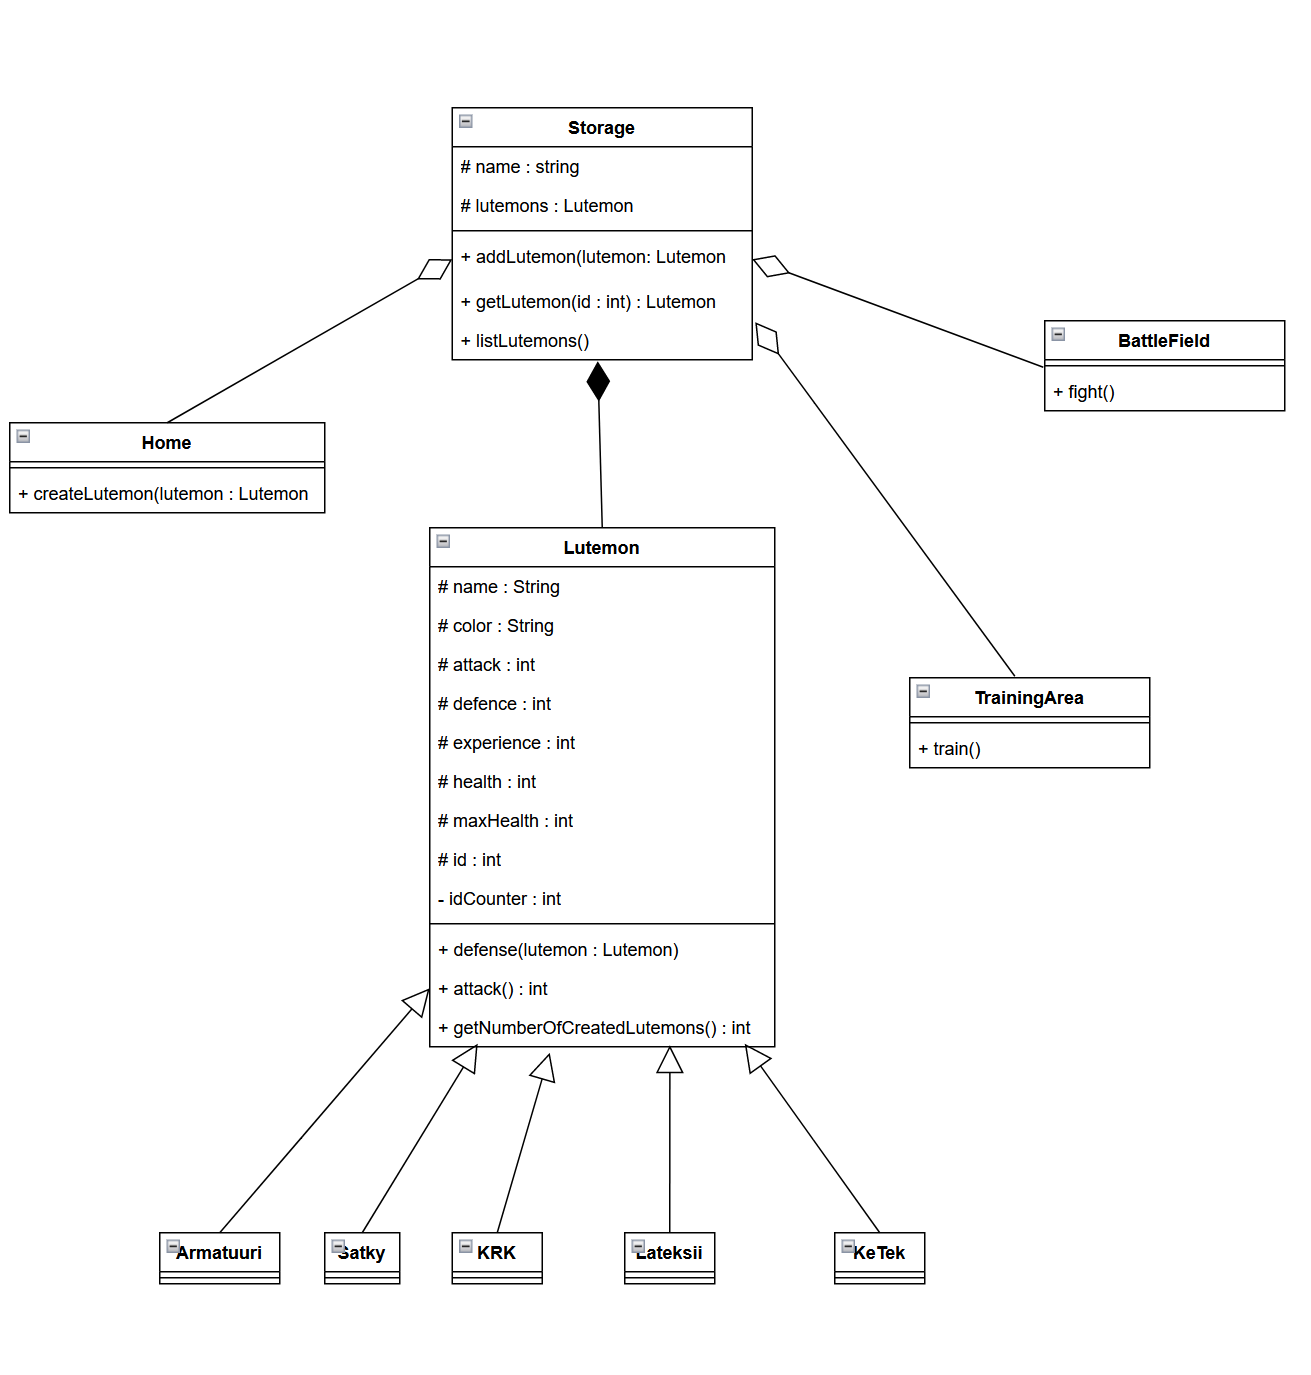 Storage
# name : string
# lutemons : Lutemon
+ addLutemon(lutemon: Lutemon
+ getLutemon(id : int) : Lutemon
+ listLutemons()
BattleField
+ fight()
Home
+ createLutemon(lutemon : Lutemon
Lutemon
# name : String
# color : String
# attack : int
# defence : int
# experience : int
# health : int
# maxHealth : int
# id : int
- idCounter : int
+ defense(lutemon : Lutemon)
+ attack() : int
+ getNumberOfCreatedLutemons() : int
TrainingArea
+ train()
Armatuuri
Satky
KRK
Lateksii
KeTek